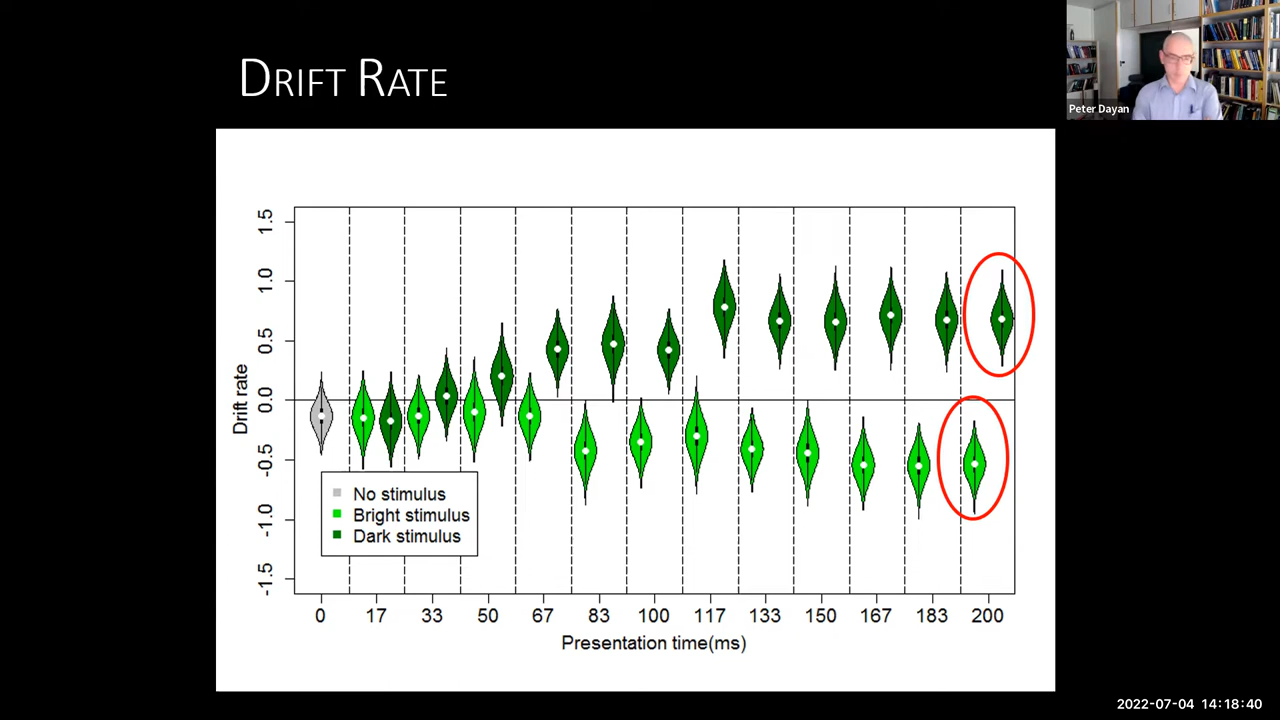 DRIFT RATE
Peter Dayan
1.5
1.0
0.5
0.0
-0.5
-1.0
-1.5
Drift rate
No stimulus
Bright stimulus
Dark stimulus
0 17 33 50 67 83 100 117 133 150 167 183 200
Presentation time(ms)
2022-07-04 14:18:40